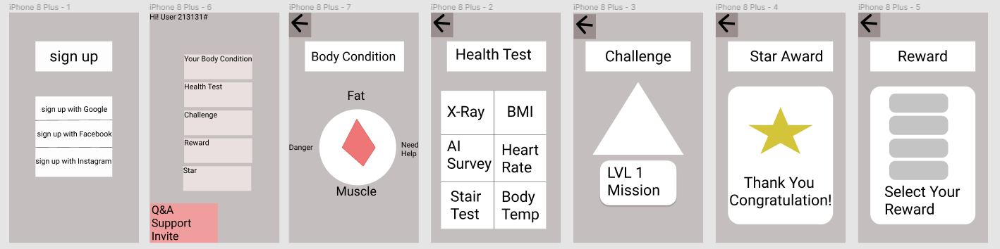 iPhone 8 Plus - 1
sign up
sign up with Google
sign up with Facebook
sign up with Instagram
iPhone 8 Plus - 6
Hi! User 213131#
Your Body Condition
Health Test
Challenge
Reward
Star
Q&A
Support
Invite
iPhone 8 Plus - 7
Body Condition
Fat
Danger
Need
Help
Muscle
iPhone 8 Plus - 2
Health Test
X-Ray
BMI
AI
Survey
Heart
Rate
Stair
Test
Body
Temp
iPhone 8 Plus - 3
Challenge
LVL 1
Mission
iPhone 8 Plus - 4
Star Award
Thank You
Congratulation!
iPhone 8 Plus - 5
Reward
Select Your
Reward